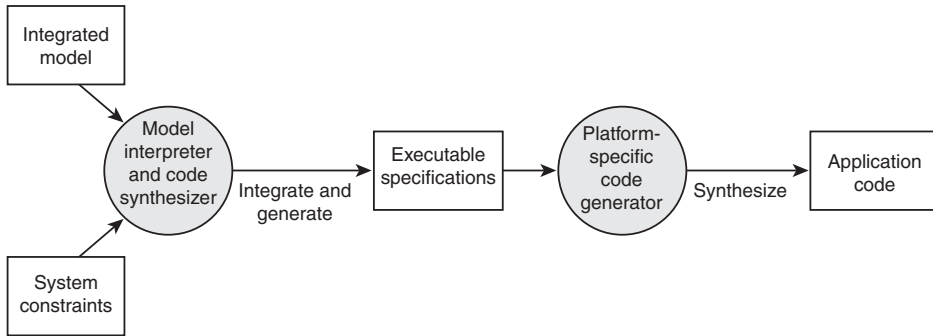 Integrated
model
Model
interpreter
and code
synthesizer
System
constraints
Integrate and
generate
Executable
specifications
Platform-
specific
code
generator
Synthesize
Application
code